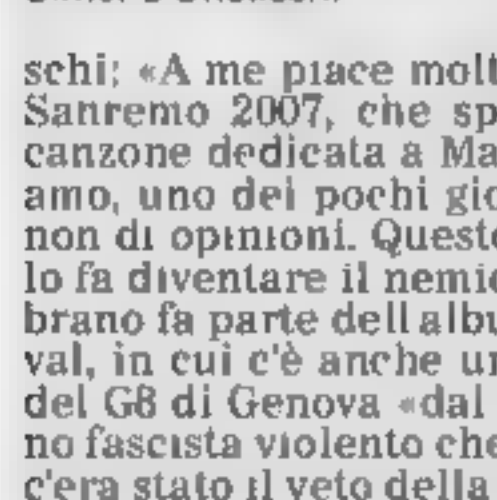 schi: «A me piace molt
Sanremo 2007, che sp
canzone dedicata a Ma
amo, uno dei pochi gio
non di opinioni. Questo
lo fa diventare il nemic
brano fa parte dell albu
val, in cui c'è anche un
del G8 di Genova «dal
no fascista violento che
c'era stato il veto della